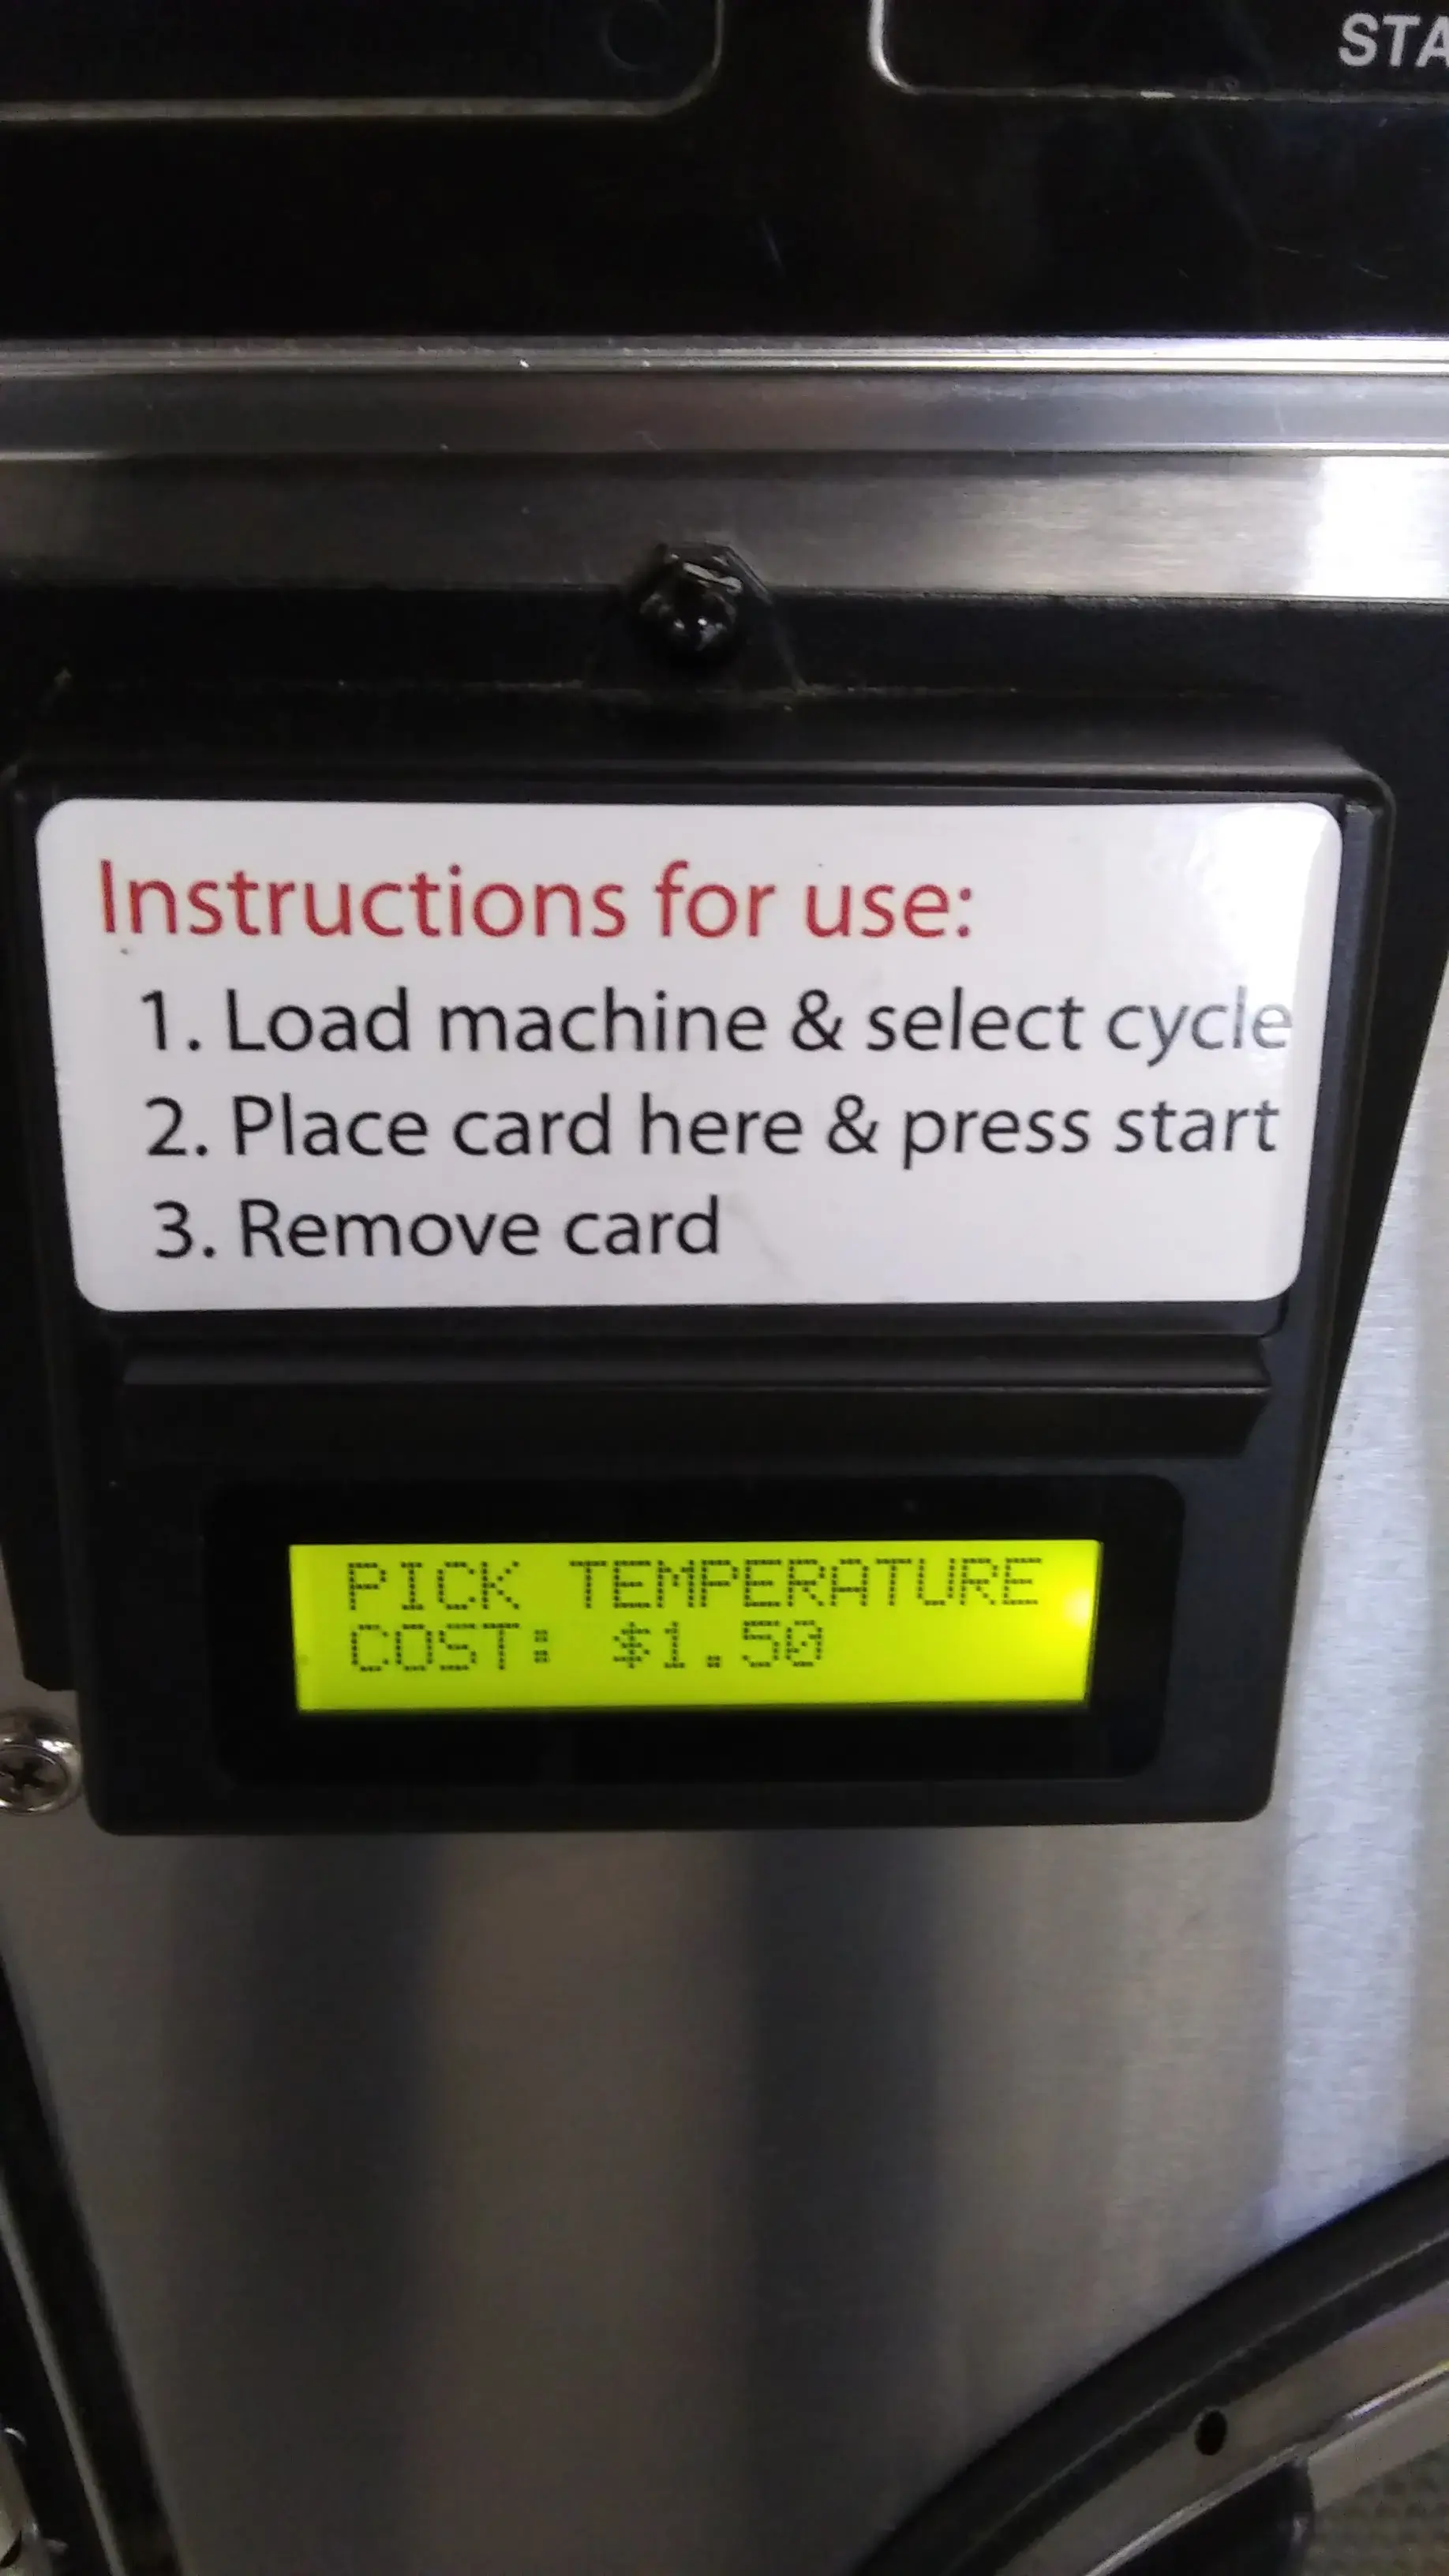 STA
Instructions for use:
1. Load machine & select cycle
2. Place card here & press start
3. Remove card
PICK TEMPERATURE
COST: $1.50